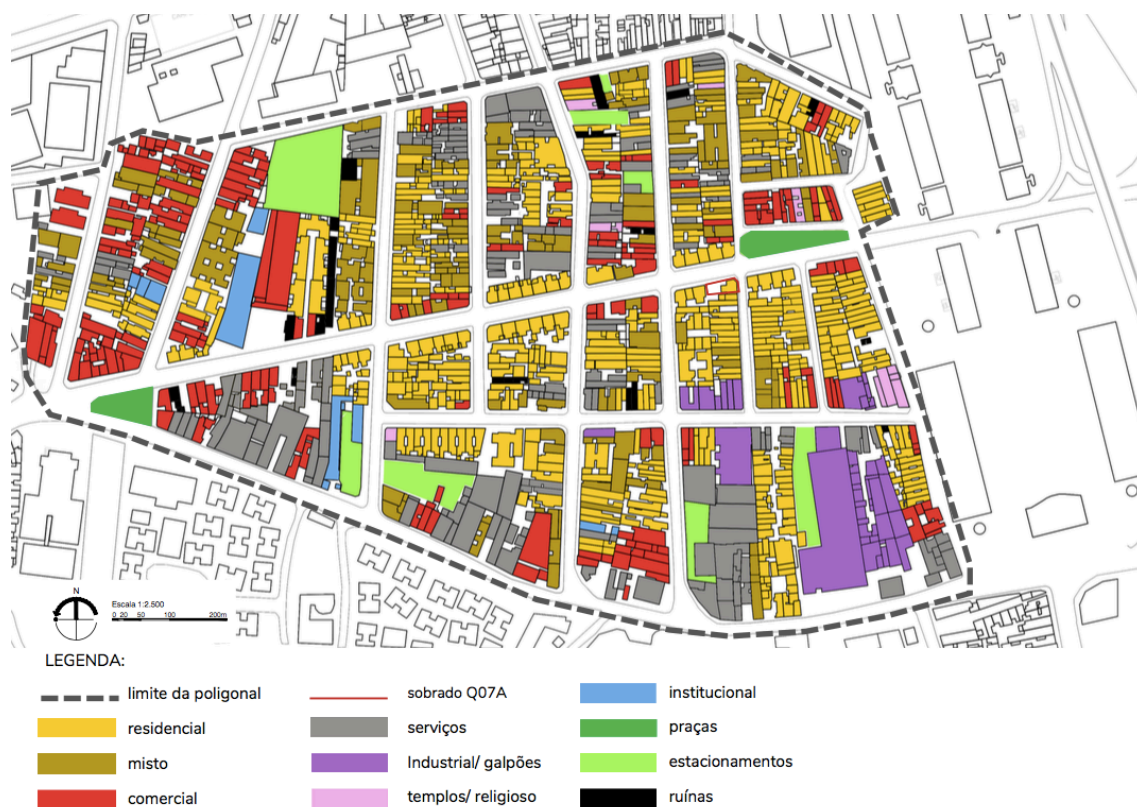 N
Escala 1:2.800
0 20 50 100 200m
LEGENDA:
limite da poligonal
sobrado Q07A
institucional
residencial
serviços
praças
misto
Industrial/ galpões
estacionamentos
comercial
templos/ religioso
ruínas